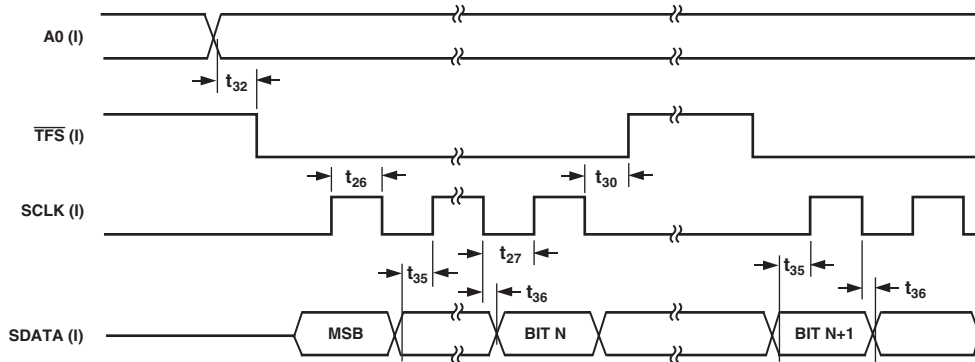 A0 (I)
t32
TFS (I)
t26
t30
SCLK (I)
t27
t35
t35
t36
t36
SDATA (I)
MSB
BIT N
BIT N+1